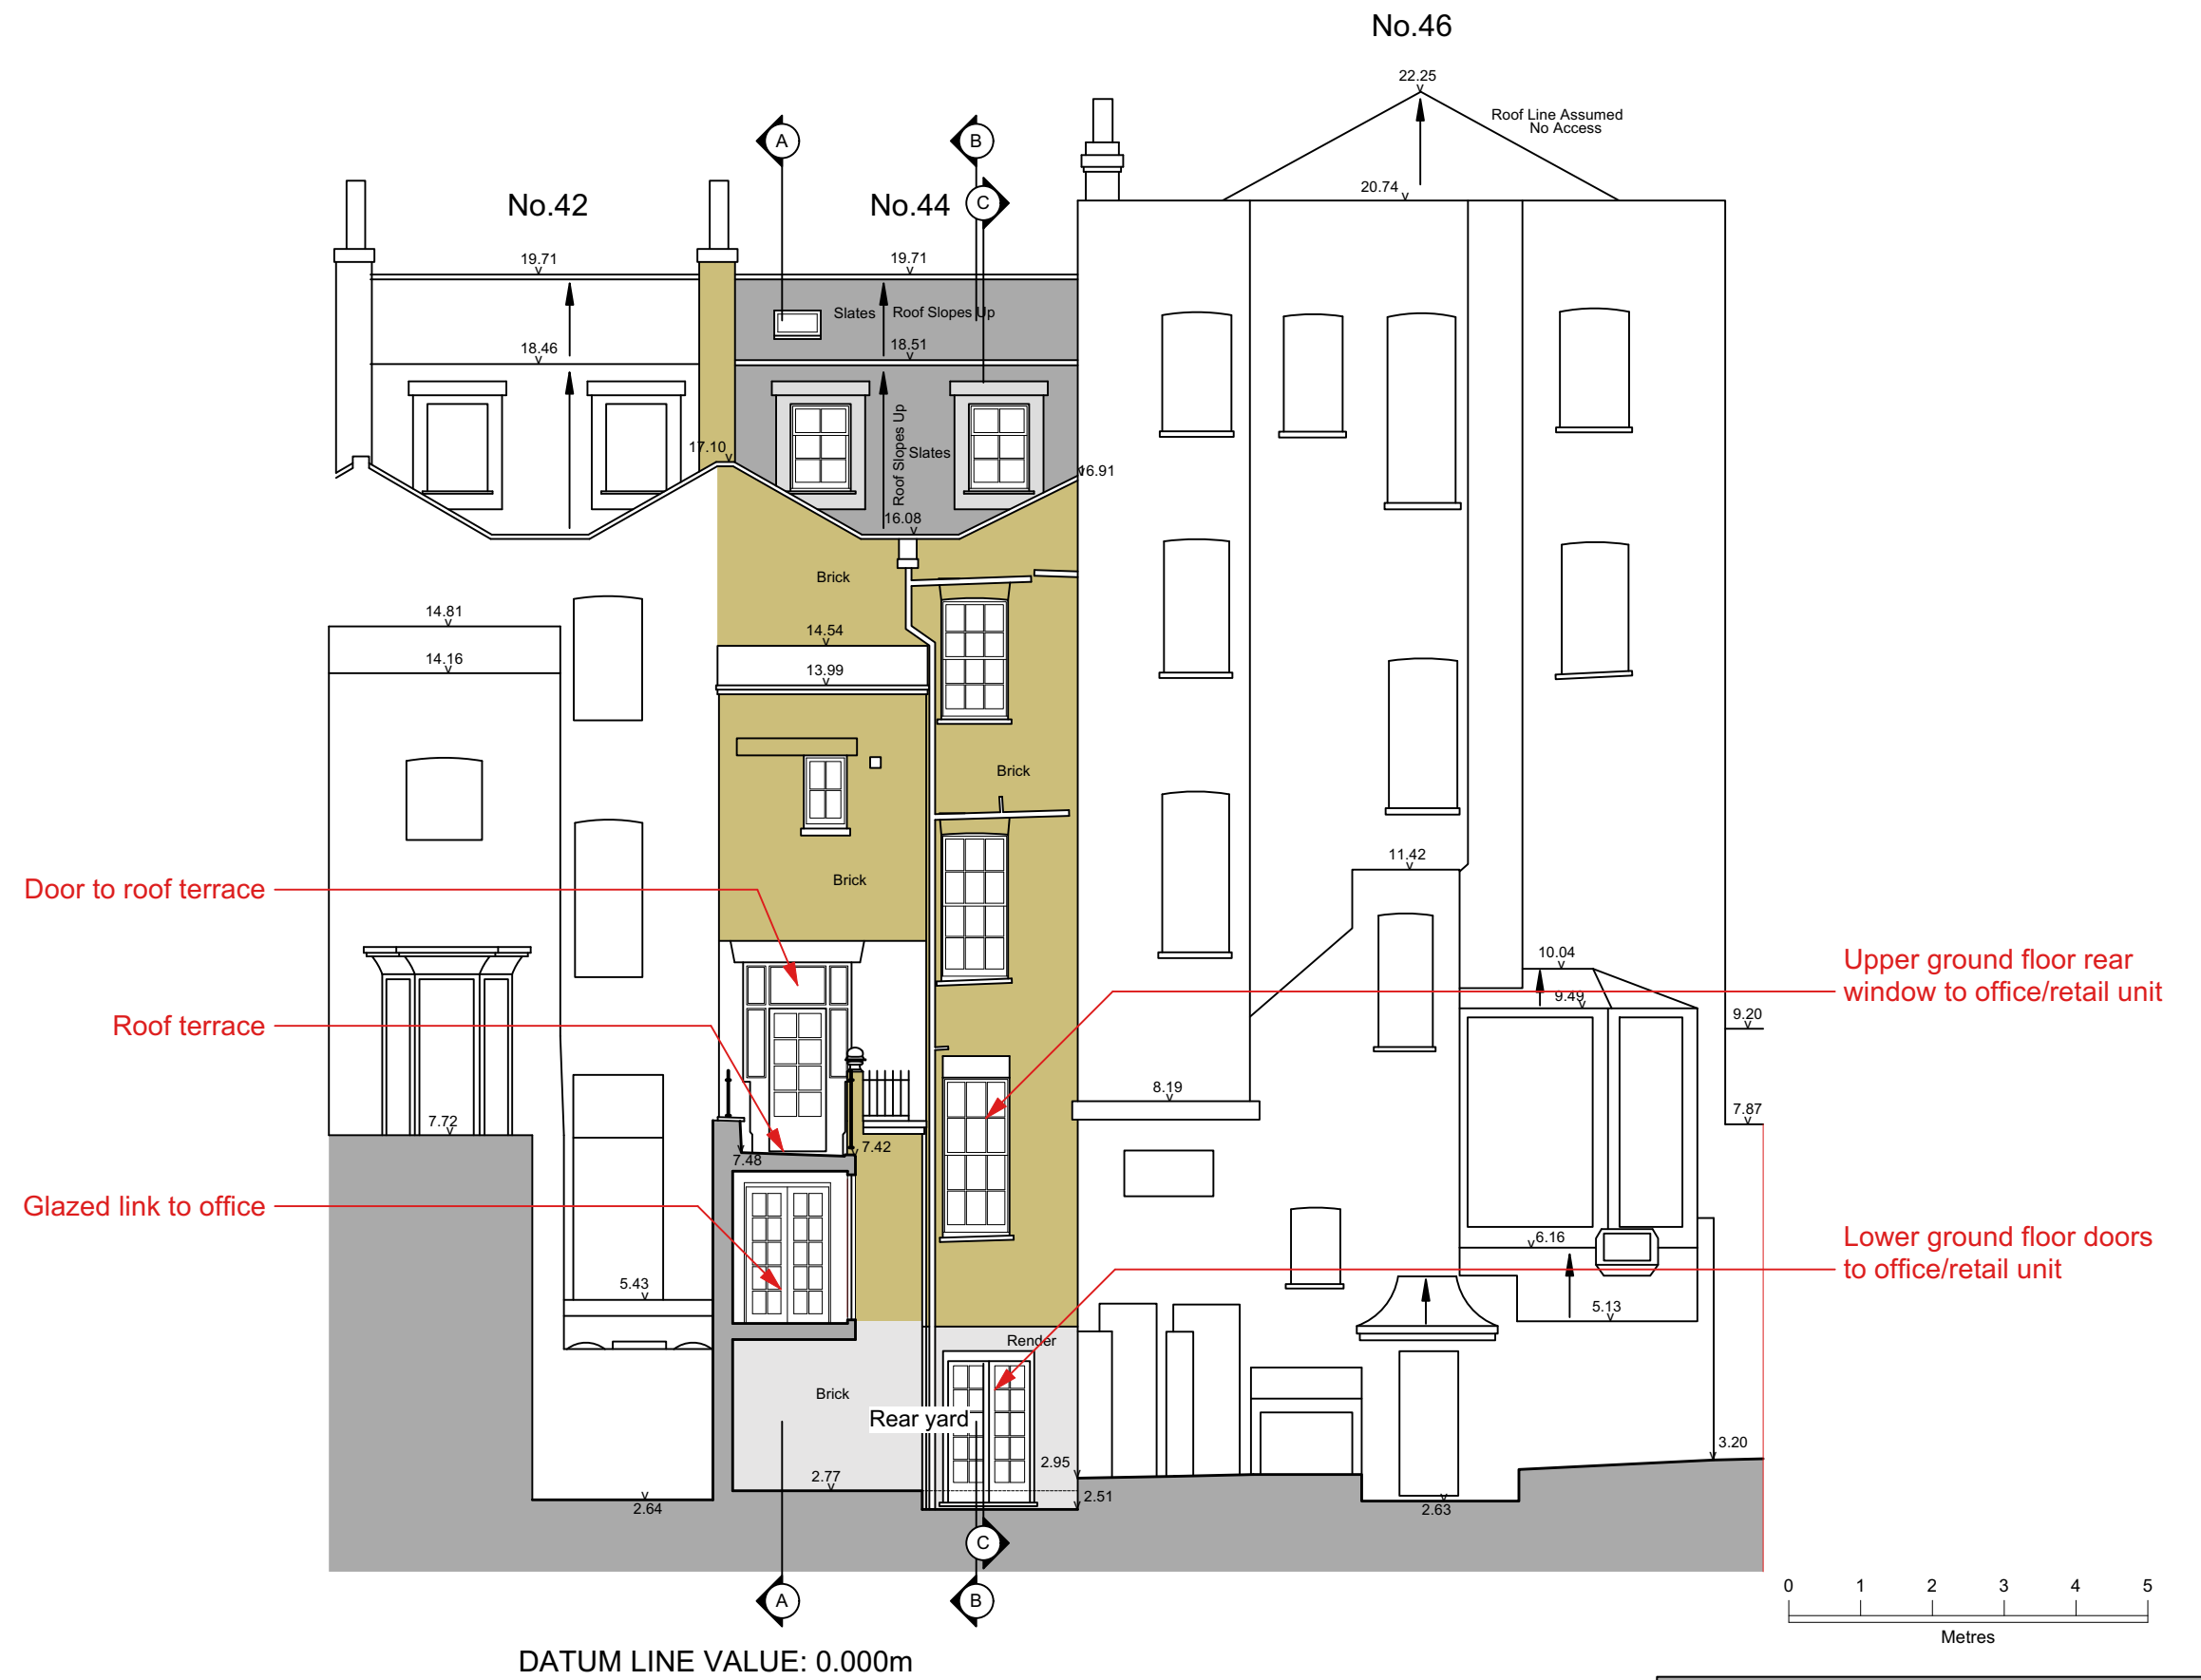 No.46
22.25
Roof Line Assumed
No Access
A
B
20.74
No.42
No.44
C
19.71
19.71
Slates
Roof Slopes Up
18.46
18.51
17.10
Roof Slopes Up
Slates
16.91
16.08
Brick
14.81
14.54
14.16
13.99
Brick
11.42
Door to roof terrace
Brick
10.04
Upper ground floor rear
window to office/retail unit
9.49
9.20
Roof terrace
8.19
7.87
7.72
7.42
7.48
Glazed link to office
6.16
Lower ground floor doors
to office/retail unit
5.43
5.13
Render
Brick
Rear yard
3.20
2.95
2.77
2.51
2.64
2.63
C
A
B
0 1 2 3 4 5
Metres
DATUM LINE VALUE: 0.000m